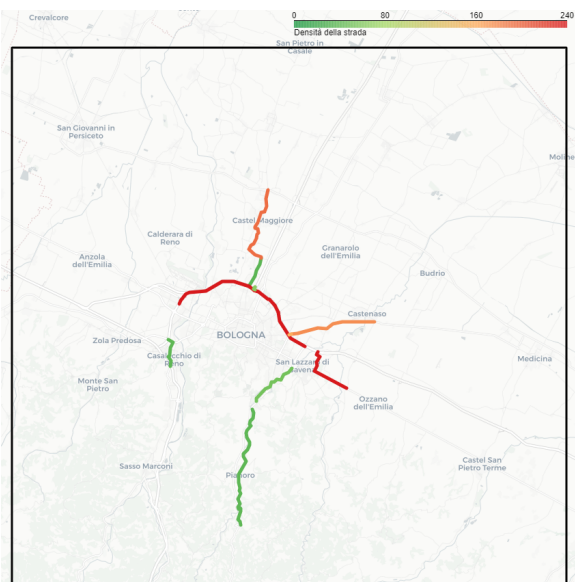 Crevalcore
0 80 160 240
Densitá della strada
San Pietro in
Casale
San Giovanni in
Persiceto
Moline
Castel Maggiore
Calderara di
Reno
Granarolo
dell'Emilia
Anzola
dell'Emilia
Budrio
Castenaso
BOLOGNA
Zola Predosa
Casalecchio di
Reno
San Lazzaro di
Savena
Medicina
Monte San
Pietro
Ozzano
dell'Emilia
Castel San
Pietro Terme
Sasso Marconi
Pianoro